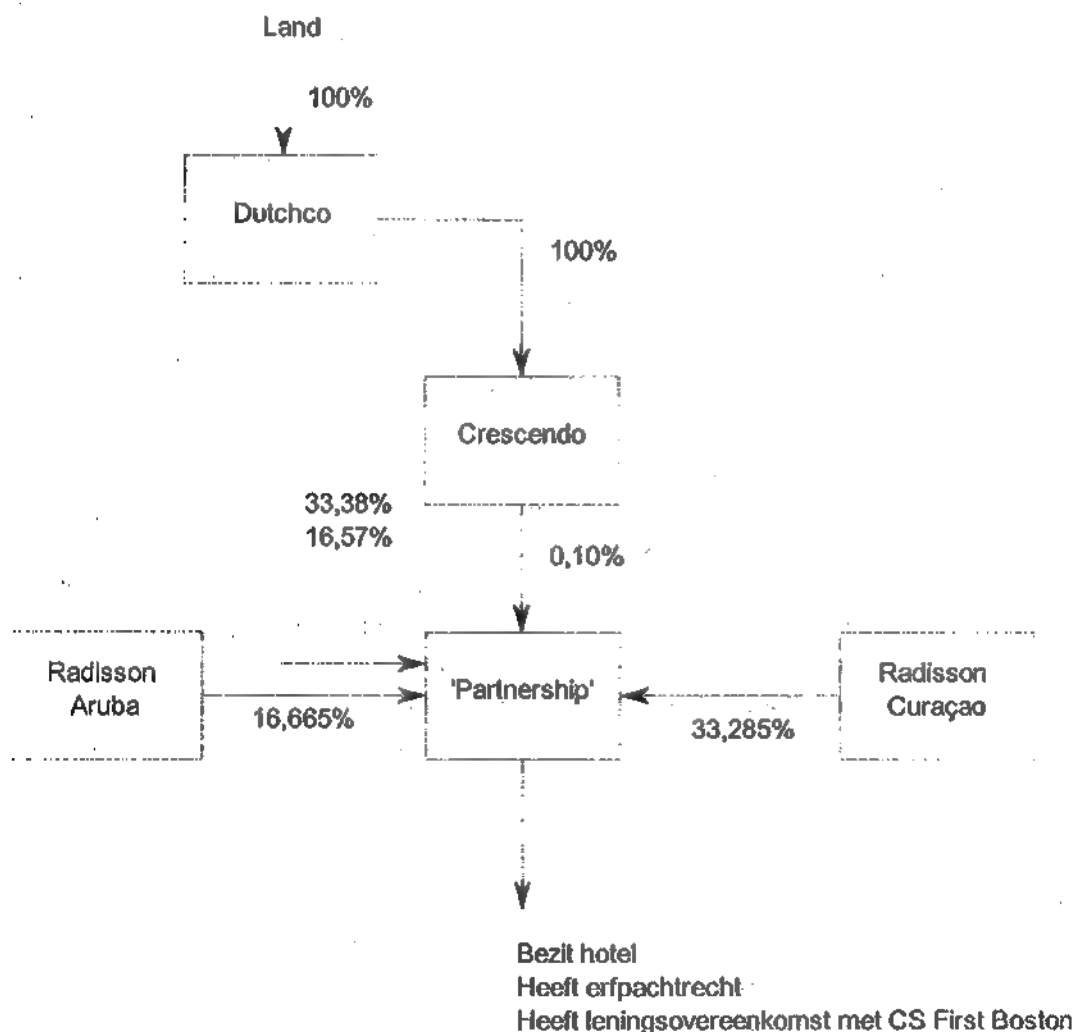 Land
100%
Dutchco
100%
Crescendo
33,38%
16,57%
0,10%
Radisson
Aruba
16,665%
'Partnership'
33,285%
Radisson
Curaçao
Bezit hotel
Heeft erfpachtrecht
Heeft leningsovereenkomst met CS First Boston